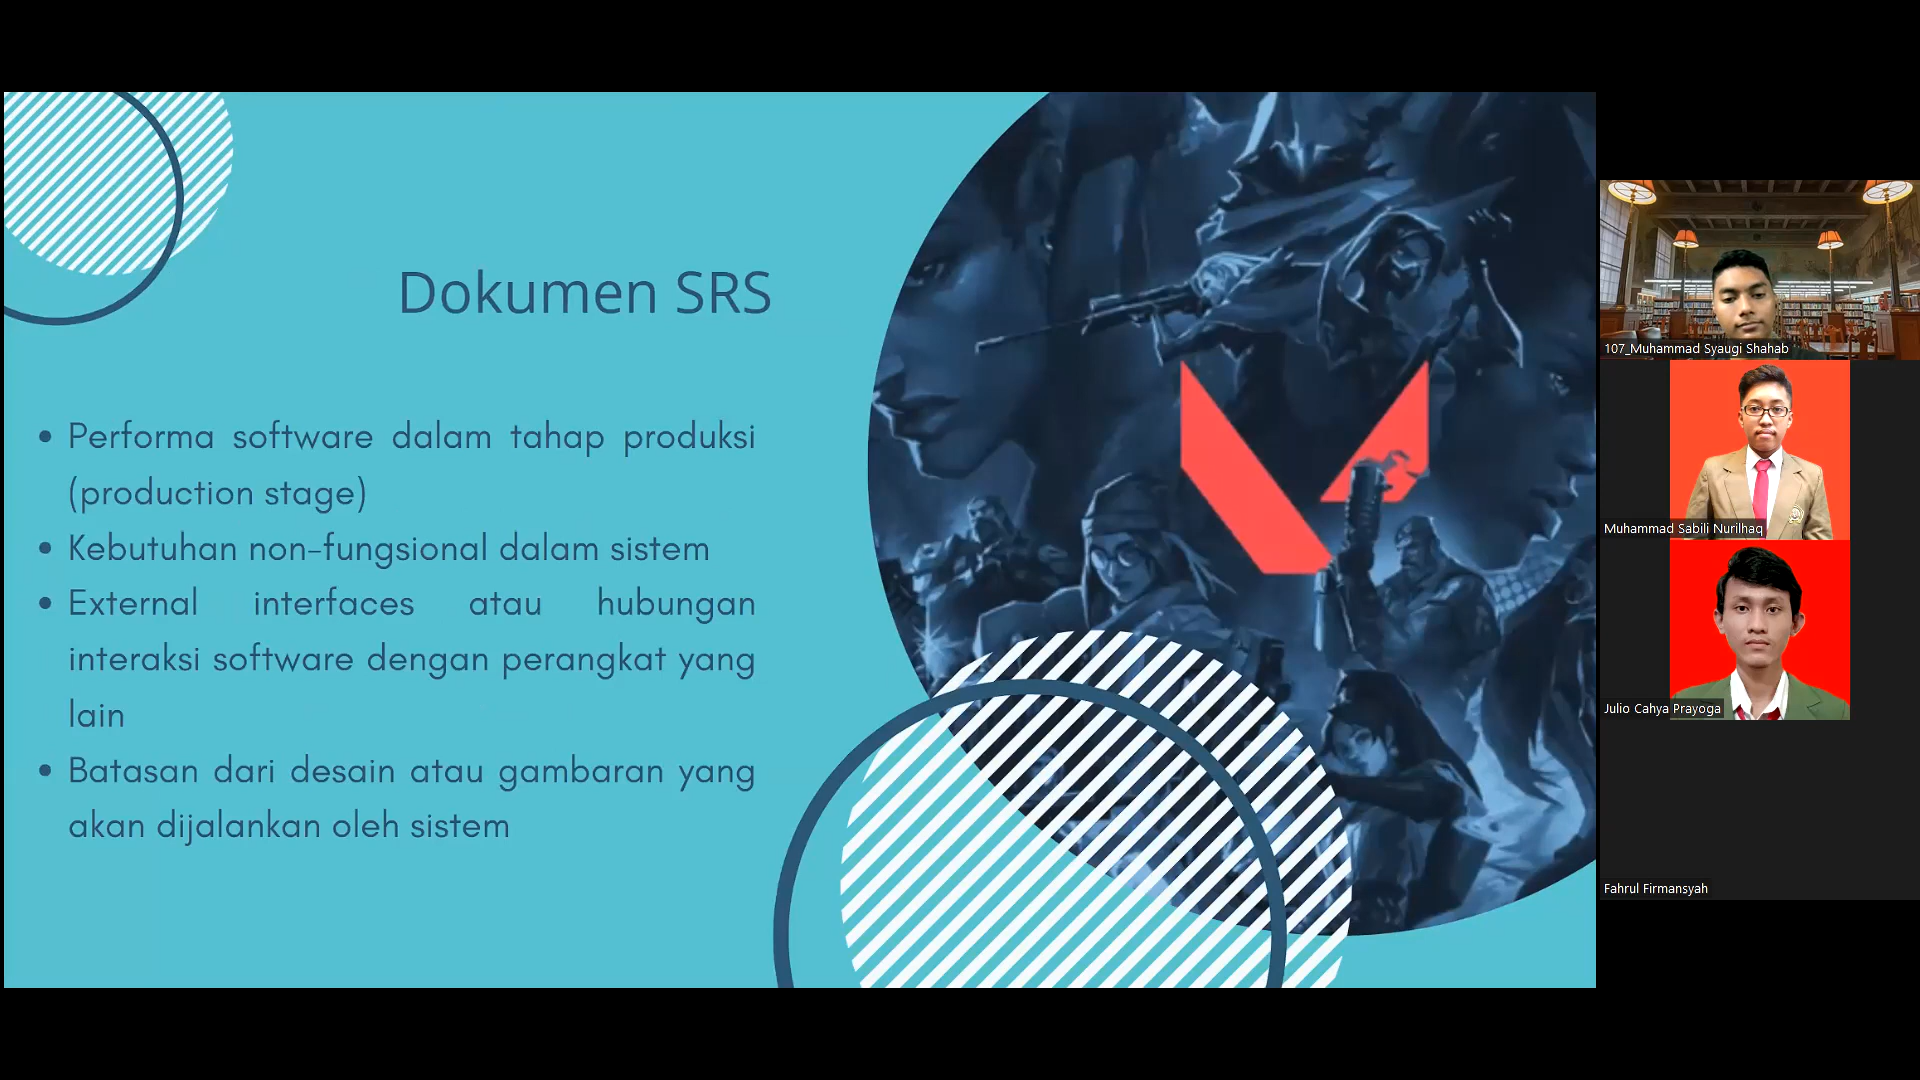 Dokumen SRS
• Performa software dalam tahap produksi
(production stage)
• Kebutuhan non-fungsional dalam sistem
• External interfaces atau hubungan
interaksi software dengan perangkat yang
lain
• Batasan dari desain atau gambaran yang
akan dijalankan oleh sistem
107_Muhammad Syaugi Shahab
Muhammad Sabili Nurilhaq
Julio Cahya Prayoga
Fahrul Firmansyah